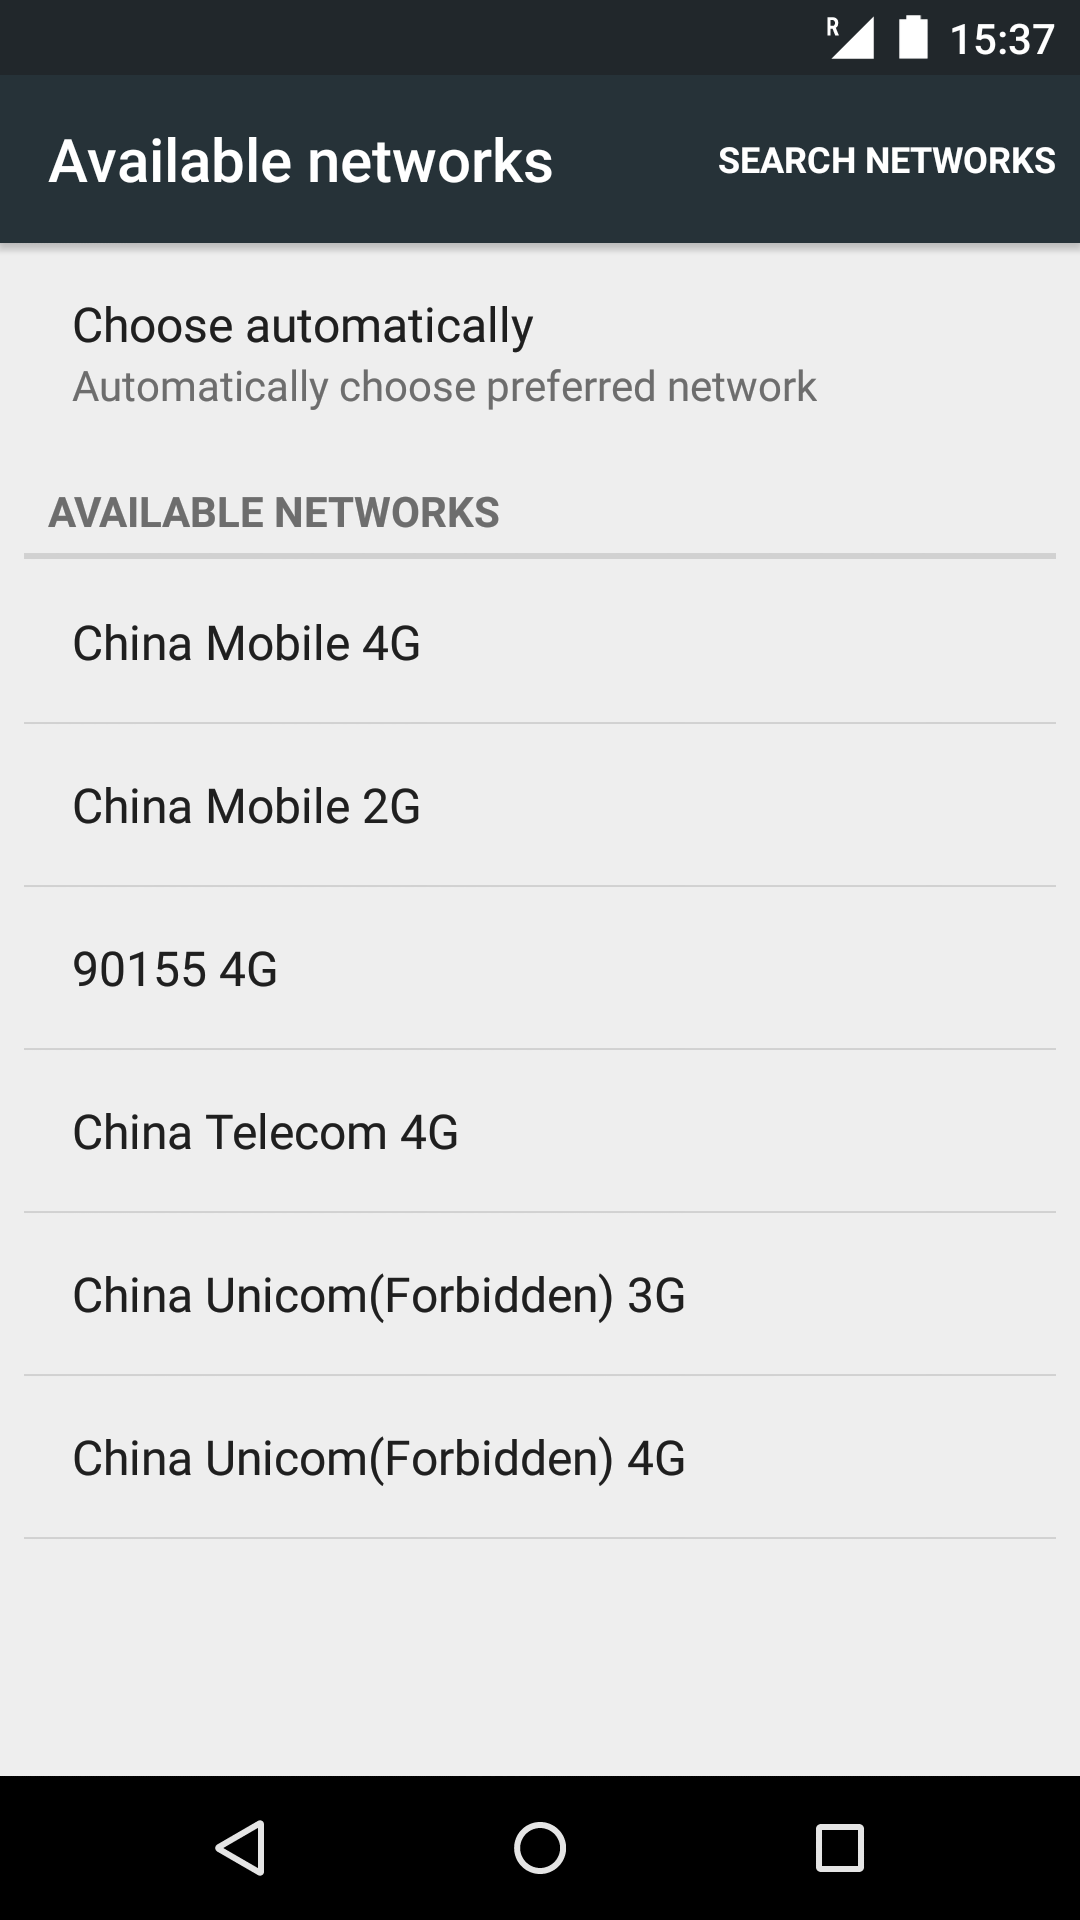 R 15:37
Available networks SEARCH NETWORKS
Choose automatically
Automatically choose preferred network
AVAILABLE NETWORKS
China Mobile 4G
China Mobile 2G
90155 4G
China Telecom 4G
China Unicom(Forbidden) 3G
China Unicom(Forbidden) 4G